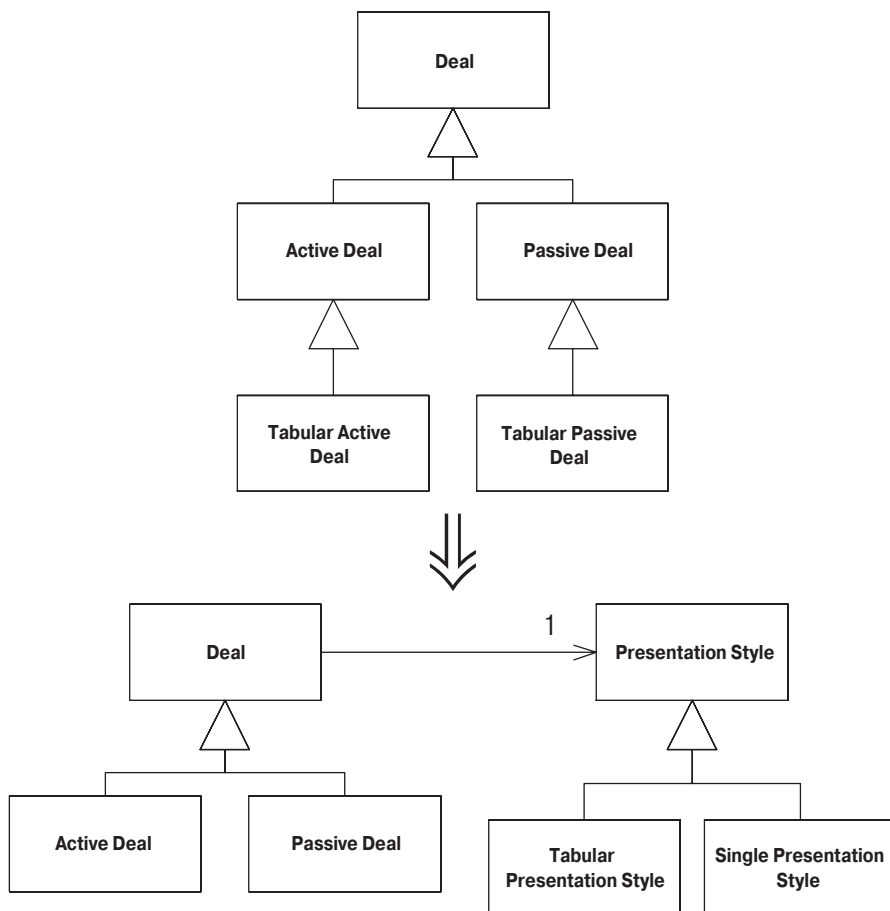 Deal
Active Deal
Passive Deal
Tabular Active
Deal
Tabular Passive
Deal
Deal
1
Presentation Style
Active Deal
Passive Deal
Tabular
Presentation Style
Single Presentation
Style